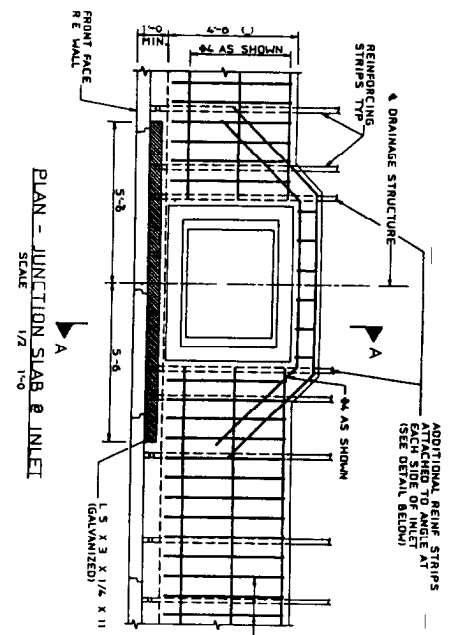 1'-0
MIN.
4'-6 (_)
#4 AS SHOWN
FRONT FACE
R E WALL
REINFORCING
STRIPS TYP
℄ DRAINAGE STRUCTURE
ADDITIONAL REINF STRIPS
ATTACHED TO ANGLE AT
EACH SIDE OF INLET
(SEE DETAIL BELOW)
A
A
5'-6
#4 AS SHOWN
L 5 X 3 X 1/4 X 11
(GALVANIZED)
PLAN - JUNCTION SLAB @ INLET
SCALE 1/2 1'-0